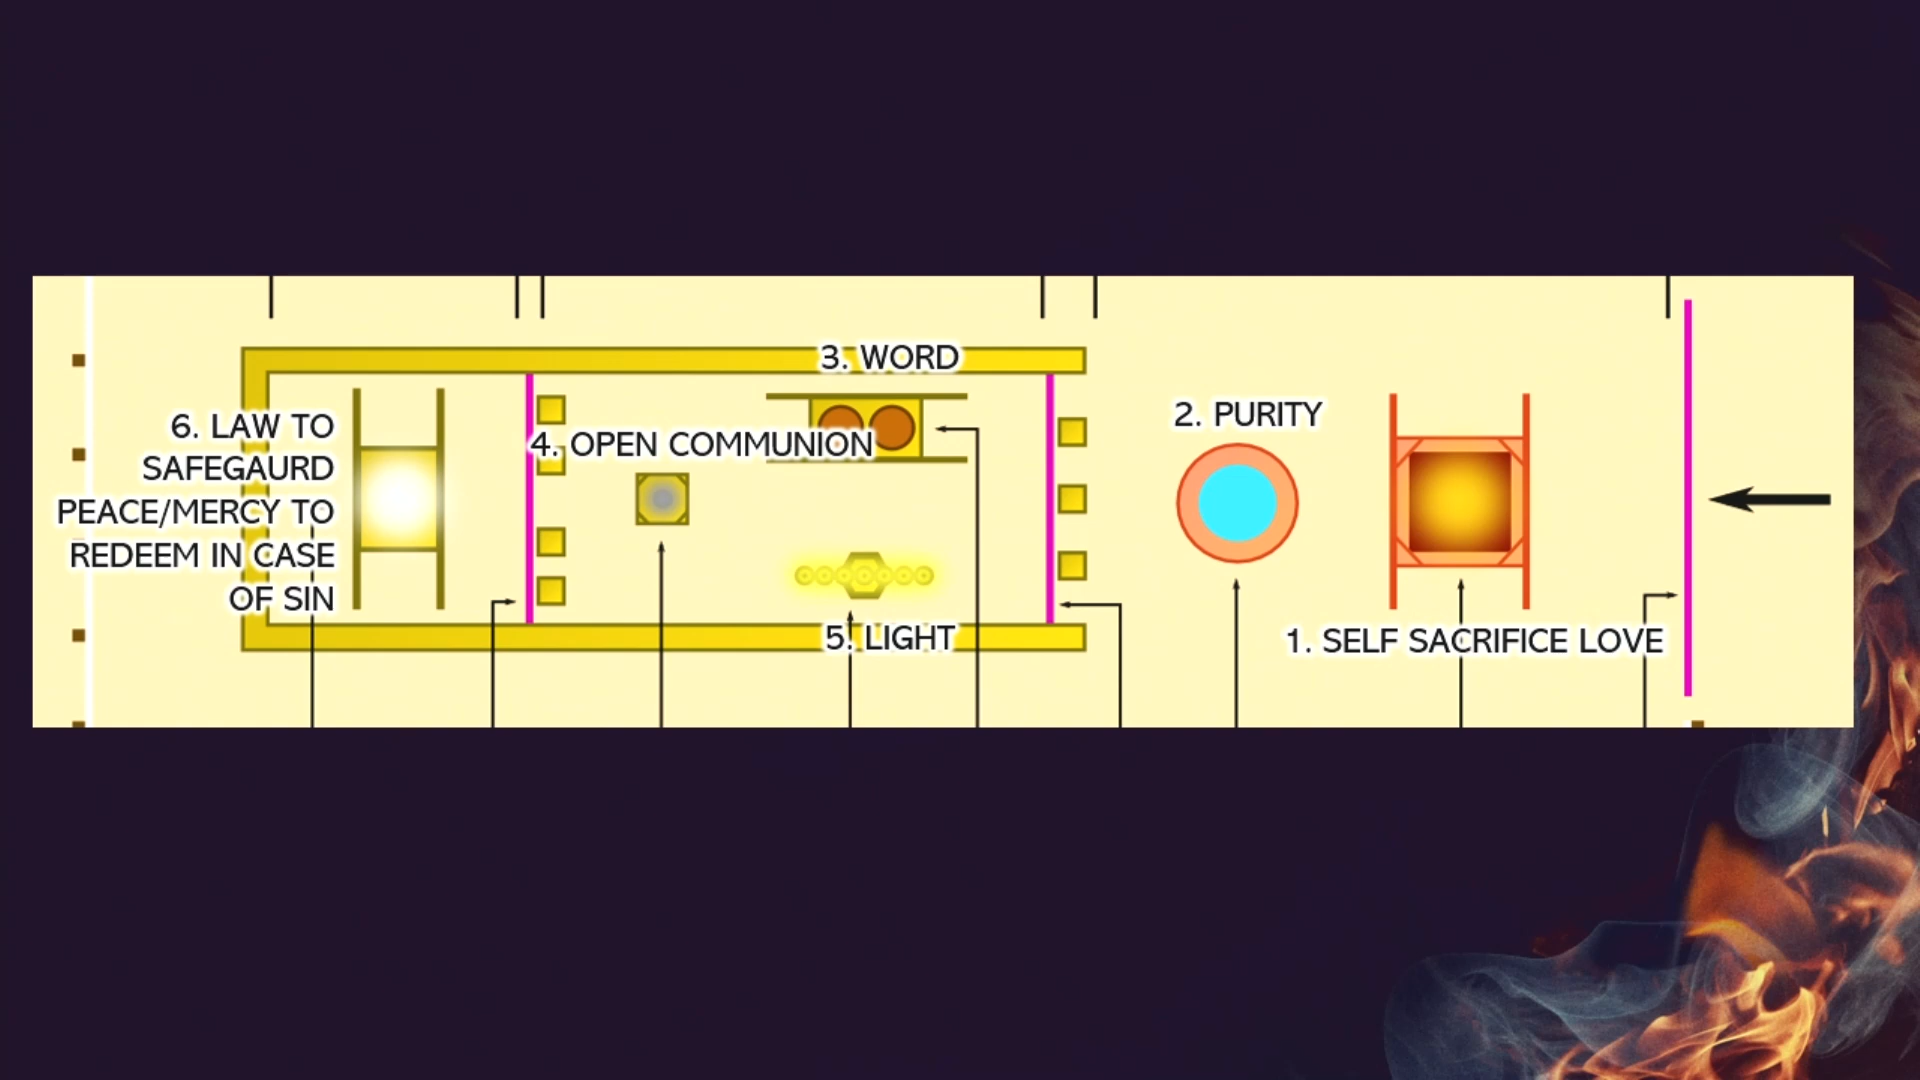 3. WORD
2. PURITY
6. LAW TO
SAFEGAURD
PEACE/MERCY TO
REDEEM IN CASE
OF SIN
4. OPEN COMMUNION
5. LIGHT
1. SELF SACRIFICE LOVE